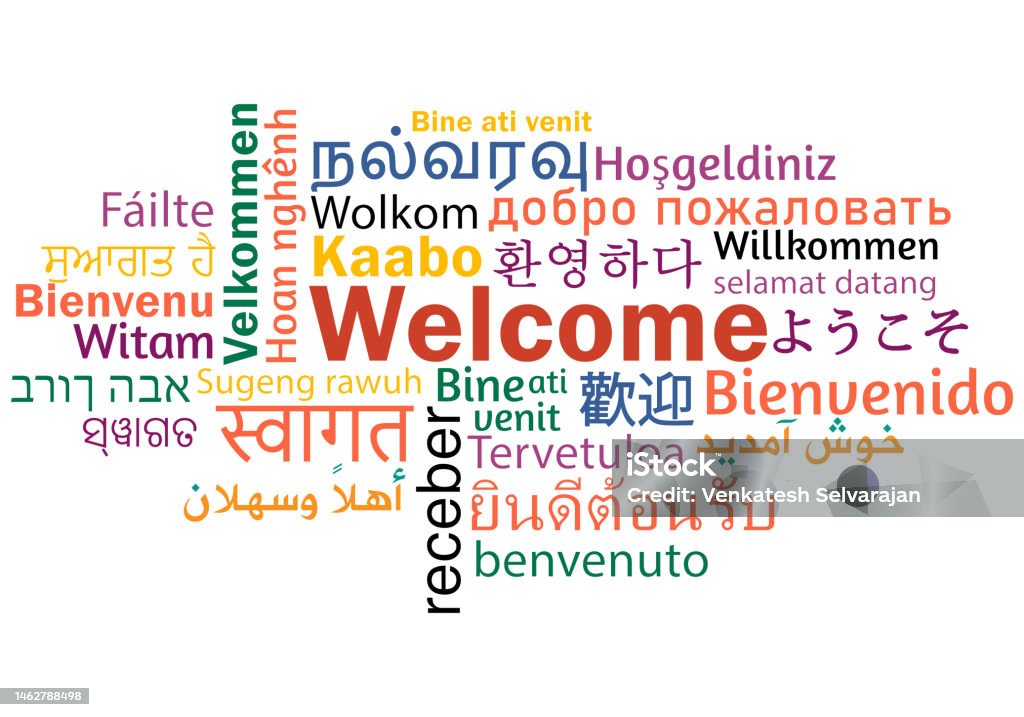 Bine ati venit
Velkommen
Hoan nghênh
நல்வரவு
Hoşgeldiniz
Fáilte
Wolkom
добро пожаловать
ਸੁਆਗਤ ਹੈ
Kaabo
환영하다
Willkommen
selamat datang
Bienvenu
Welcome
ようこそ
Witam
ברוך הבא
Sugeng rawuh
Bine ati
venit
歡迎
Bienvenido
ସ୍ୱାଗତ
स्वागत
receber
Tervetuloa
خوش آمدید
iStock
Credit: Venkatesh Selvarajan
أهلاً وسهلان
ยินดีต้อนรับ
benvenuto
1462788498